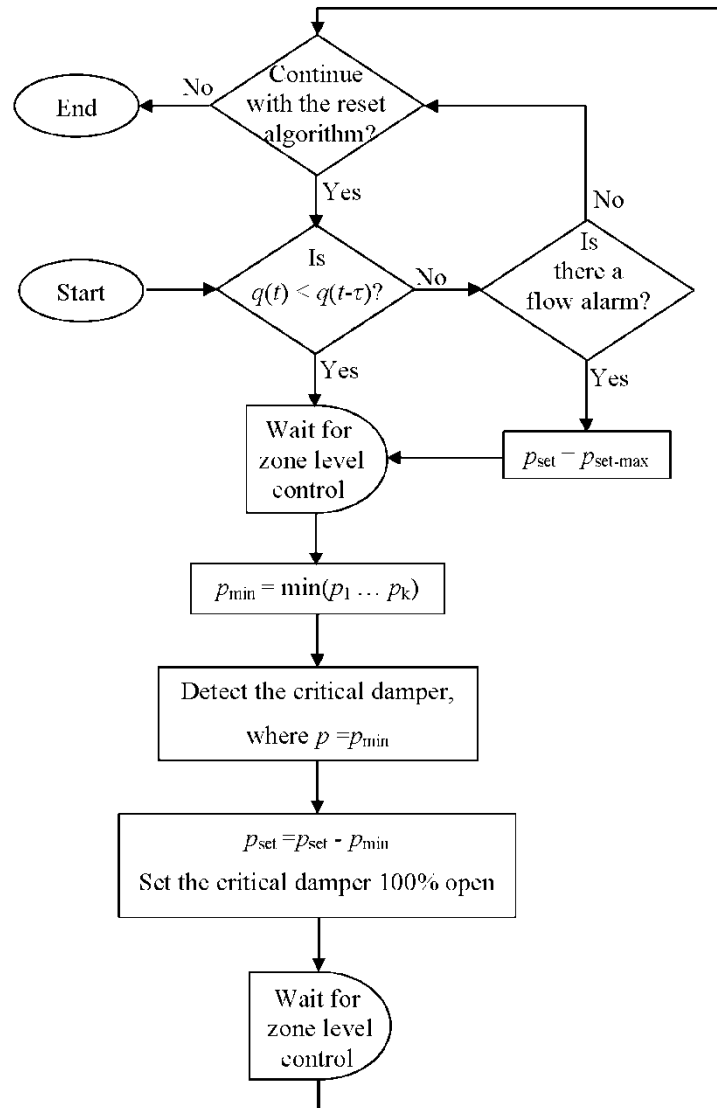 Continue
with the reset
algorithm?
No
End
Yes
No
Is
q(t) < q(t-τ)?
No
Start
Is
there a
flow alarm?
Yes
Yes
Wait for
zone level
control
pset = pset-max
pmin = min(p1 … pk)
Detect the critical damper,
where p =pmin
pset =pset - pmin
Set the critical damper 100% open
Wait for
zone level
control